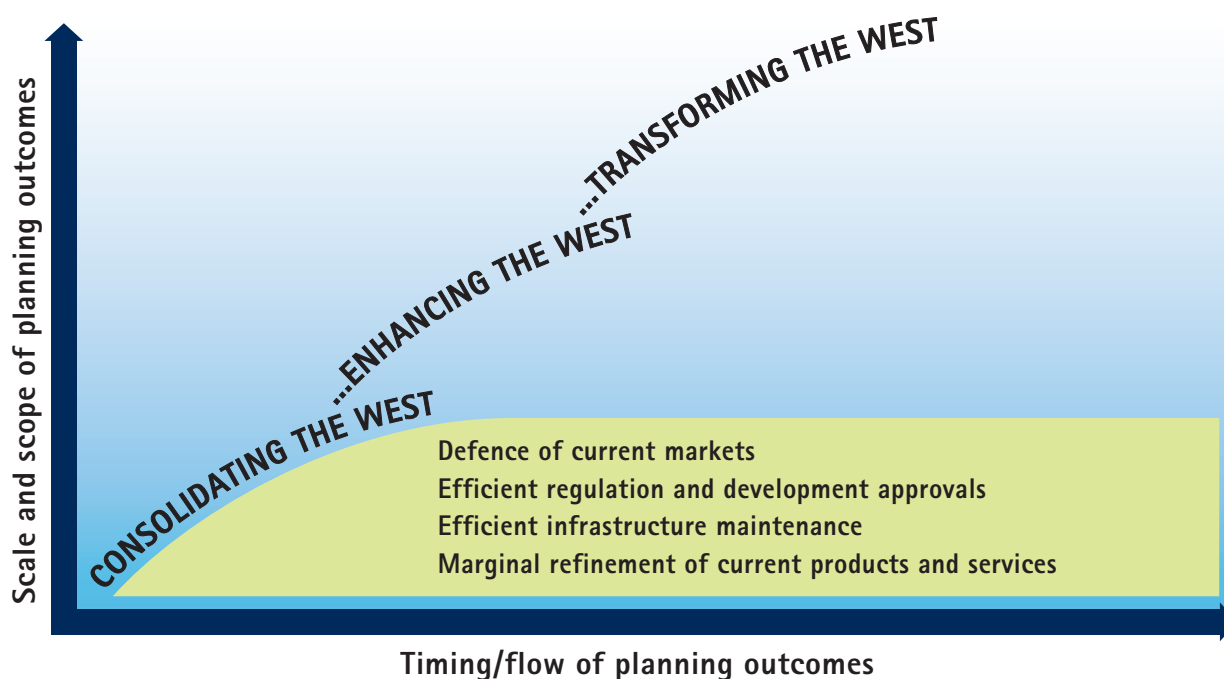 Scale and scope of planning outcomes
TRANSFORMING THE WEST
ENHANCING THE WEST
CONSOLIDATING THE WEST
Defence of current markets
Efficient regulation and development approvals
Efficient infrastructure maintenance
Marginal refinement of current products and services
Timing/flow of planning outcomes